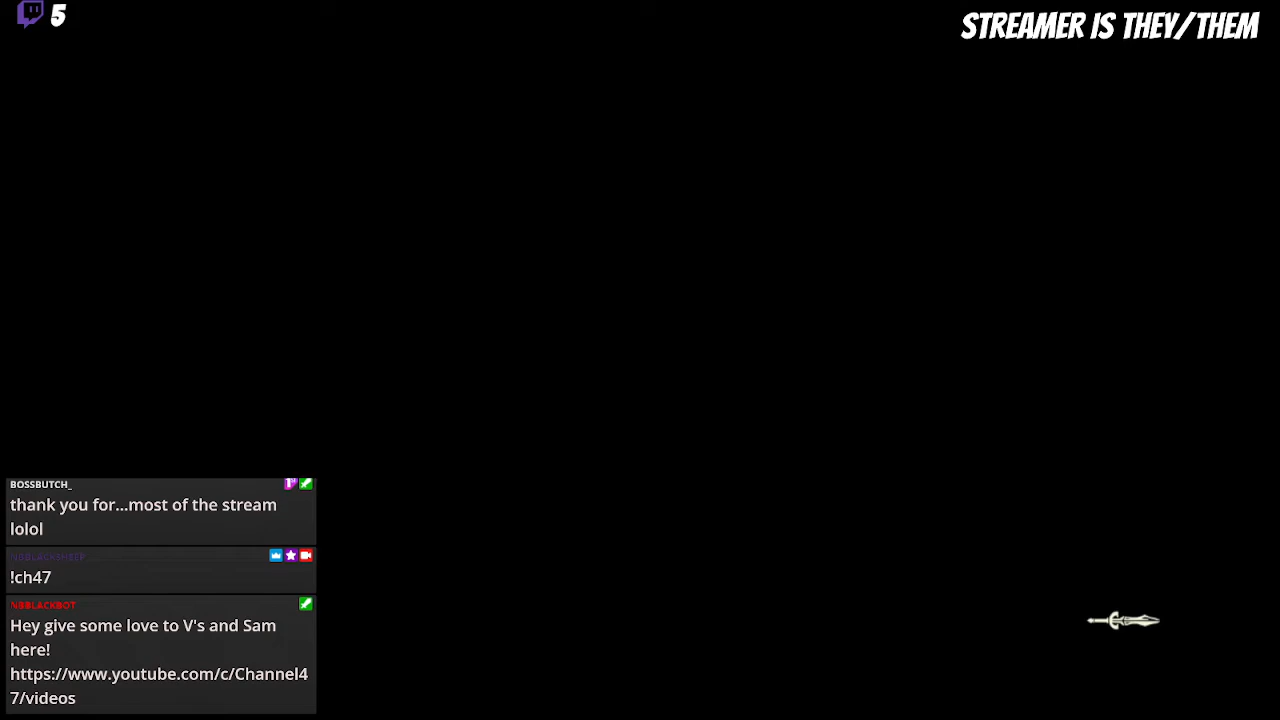 5
STREAMER IS THEY/THEM
BOSSBUTCH_
thank you for...most of the stream
lolol
NBBLACKSHEEP
!ch47
NBBLACKBOT
Hey give some love to V's and Sam
here!
https://www.youtube.com/c/Channel4
7/videos